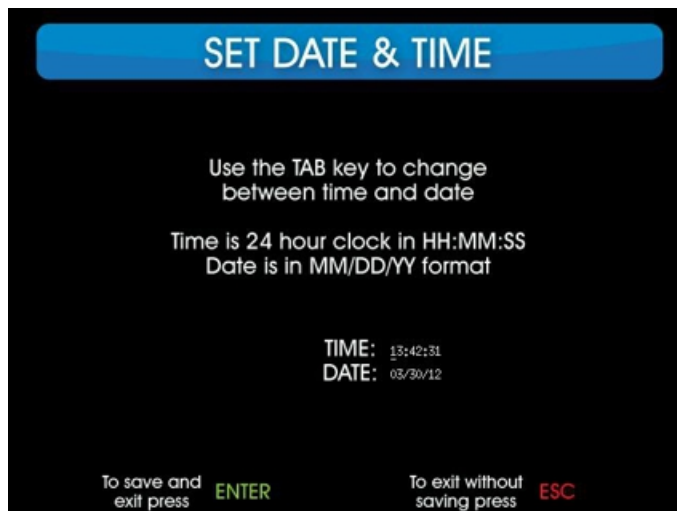 SET DATE & TIME
Use the TAB key to change
between time and date
Time is 24 hour clock in HH:MM:SS
Date is in MM/DD/YY format
TIME: 13:42:31
DATE: 03/30/12
To save and
exit press ENTER
To exit without
saving press ESC